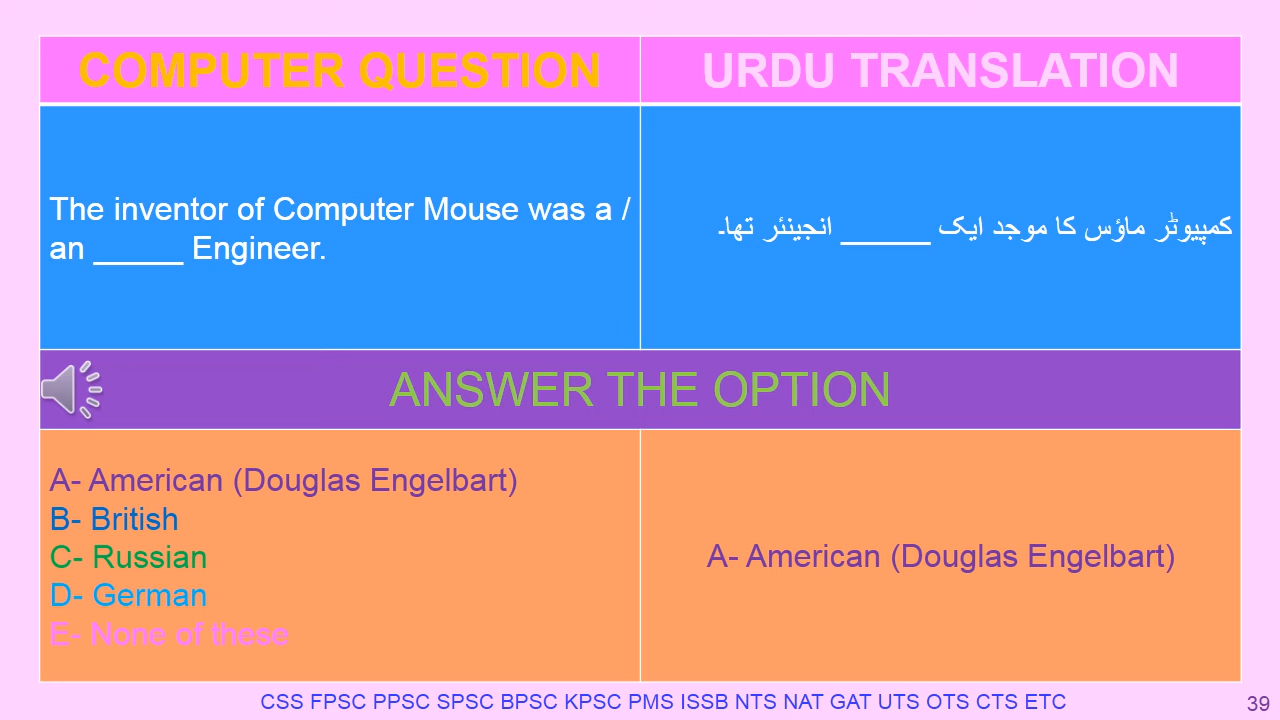 COMPUTER QUESTION
URDU TRANSLATION
The inventor of Computer Mouse was a /
an _____ Engineer.
کمپیوٹر ماؤس کا موجد ایک _____ انجینئر تھا۔
ANSWER THE OPTION
A- American (Douglas Engelbart)
B- British
C- Russian
D- German
E- None of these
A- American (Douglas Engelbart)
CSS FPSC PPSC SPSC BPSC KPSC PMS ISSB NTS NAT GAT UTS OTS CTS ETC
39